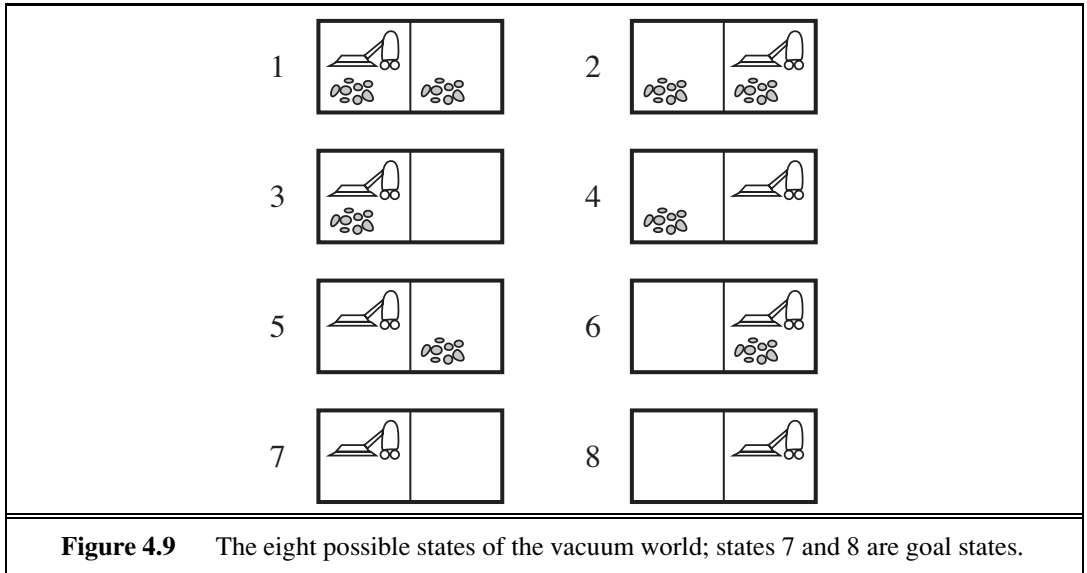 1 2
3 4
5 6
7 8
Figure 4.9 The eight possible states of the vacuum world; states 7 and 8 are goal states.